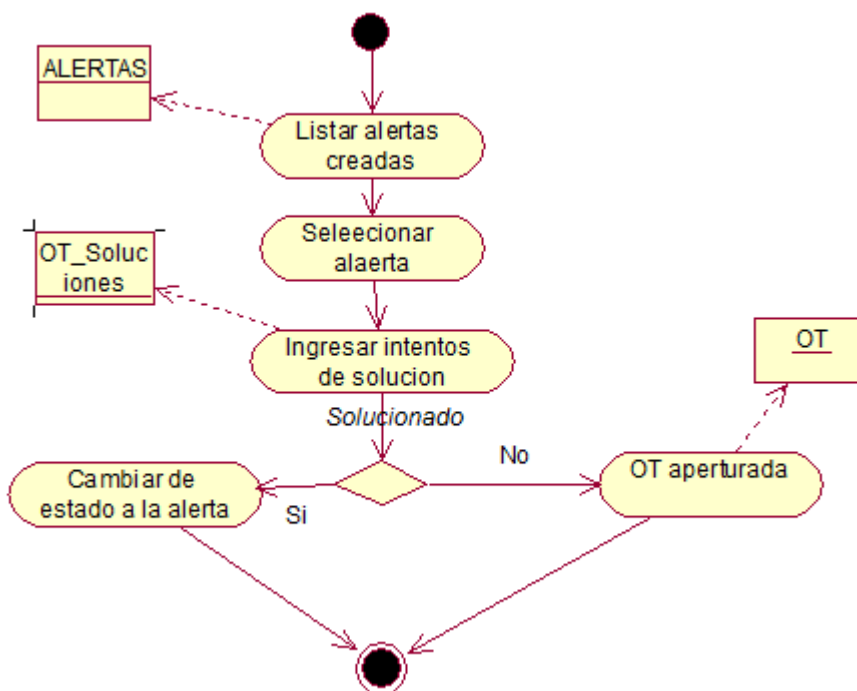 ALERTAS
Listar alertas
creadas
Seleecionar
alaerta
OT_Soluc
iones
Ingresar intentos
de solucion
OT
Solucionado
No
OT aperturada
Cambiar de
estado a la alerta
Si